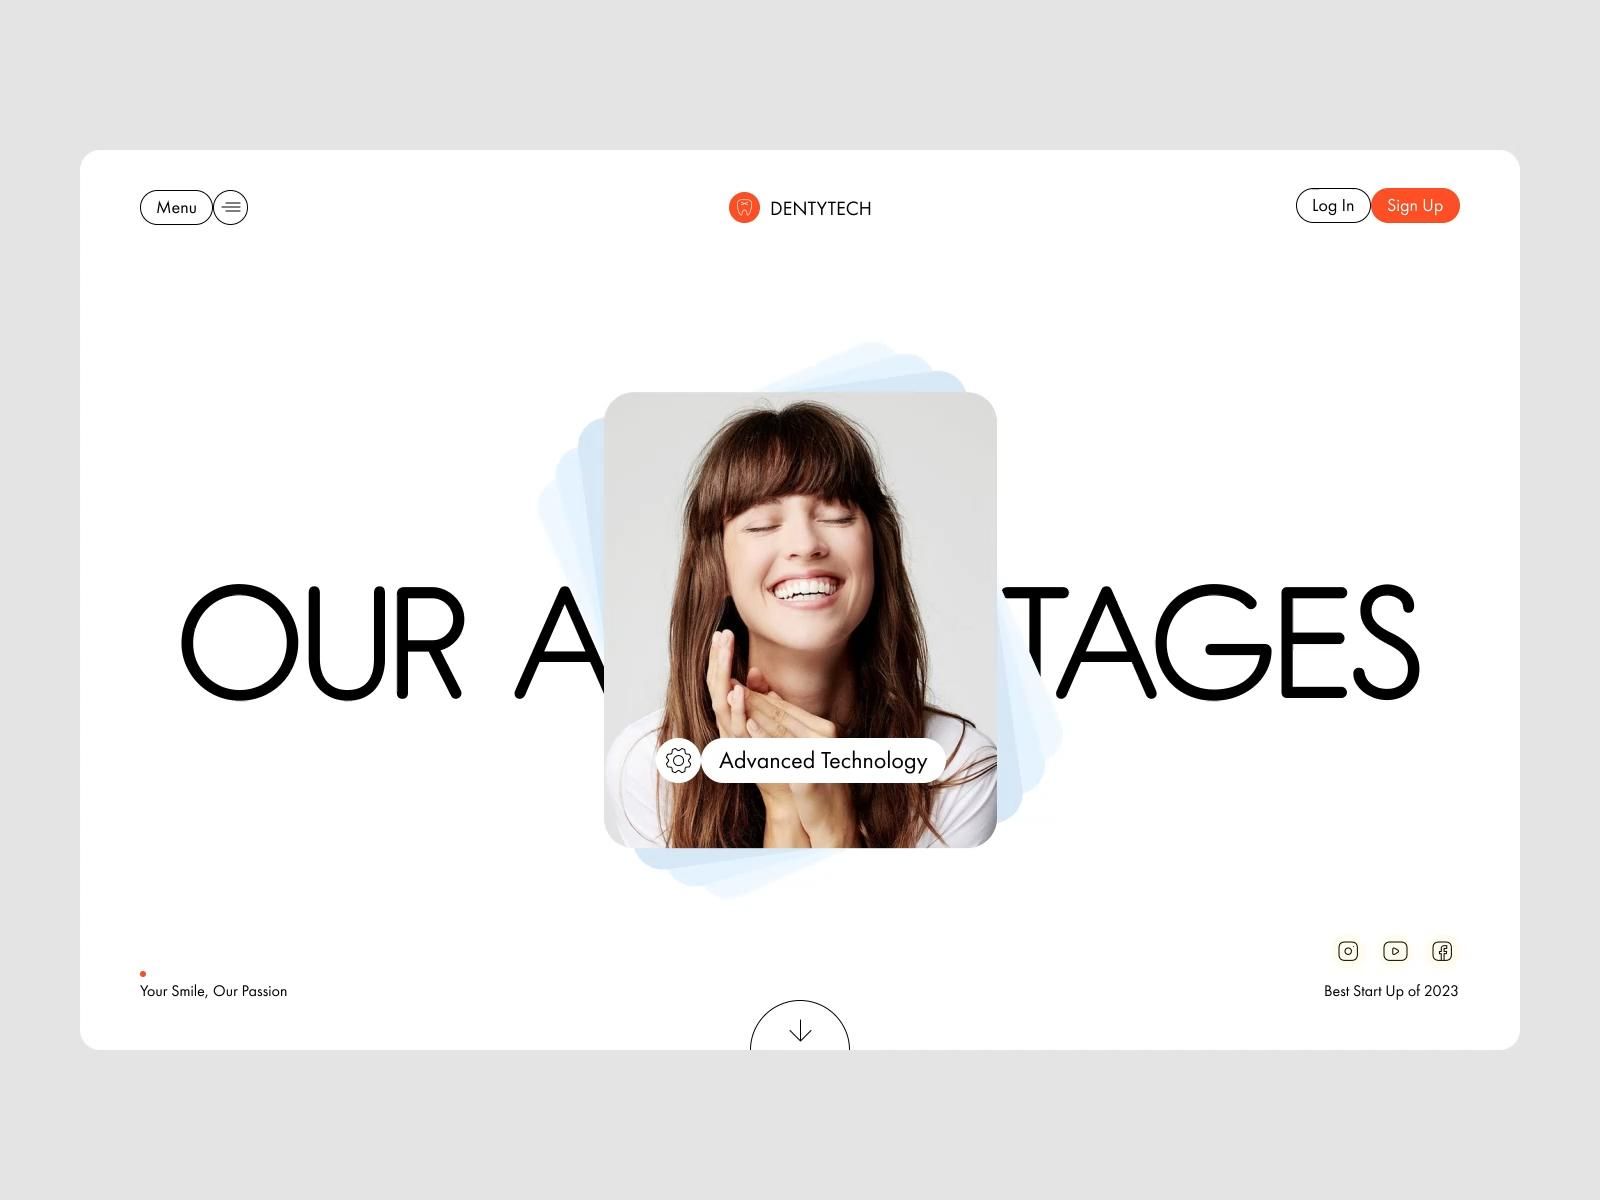 Menu
DENTYTECH
Log In
Sign Up
OUR A TAGES
Advanced Technology
Your Smile, Our Passion
Best Start Up of 2023